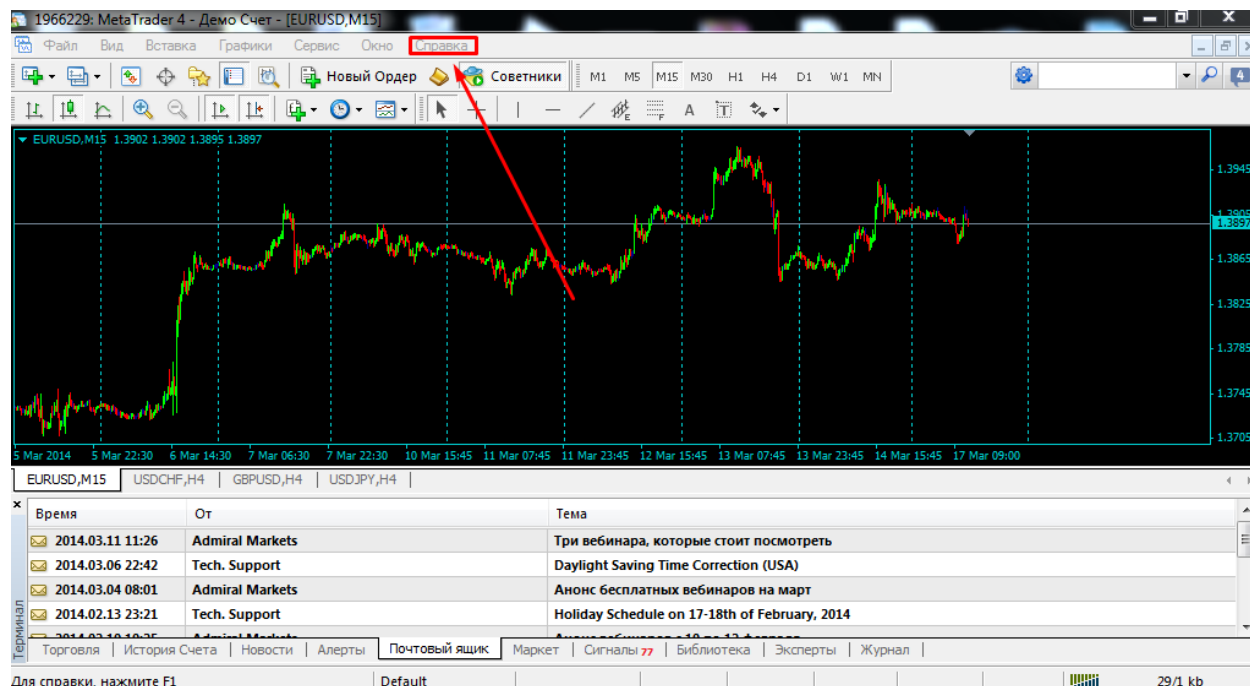 1966229: MetaTrader 4 - Демо Счет - [EURUSD,M15]
Файл Вид Вставка Графики Сервис Окно Справка
Новый Ордер Советники M1 M5 M15 M30 H1 H4 D1 W1 MN 4
E F A T
EURUSD,M15 1.3902 1.3902 1.3895 1.3897
1.3945
1.3905
1.3897
1.3865
1.3825
1.3785
1.3745
1.3705
5 Mar 2014 5 Mar 22:30 6 Mar 14:30 7 Mar 06:30 7 Mar 22:30 10 Mar 15:45 11 Mar 07:45 11 Mar 23:45 12 Mar 15:45 13 Mar 07:45 13 Mar 23:45 14 Mar 15:45 17 Mar 09:00
EURUSD,M15 USDCHF,H4 GBPUSD,H4 USDJPY,H4
Время От Тема
2014.03.11 11:26 Admiral Markets Три вебинара, которые стоит посмотреть
2014.03.06 22:42 Tech. Support Daylight Saving Time Correction (USA)
2014.03.04 08:01 Admiral Markets Анонс бесплатных вебинаров на март
2014.02.13 23:21 Tech. Support Holiday Schedule on 17-18th of February, 2014
Терминал
Торговля История Счета Новости Алерты Почтовый ящик Маркет Сигналы 77 Библиотека Эксперты Журнал
Для справки, нажмите F1 Default 29/1 kb